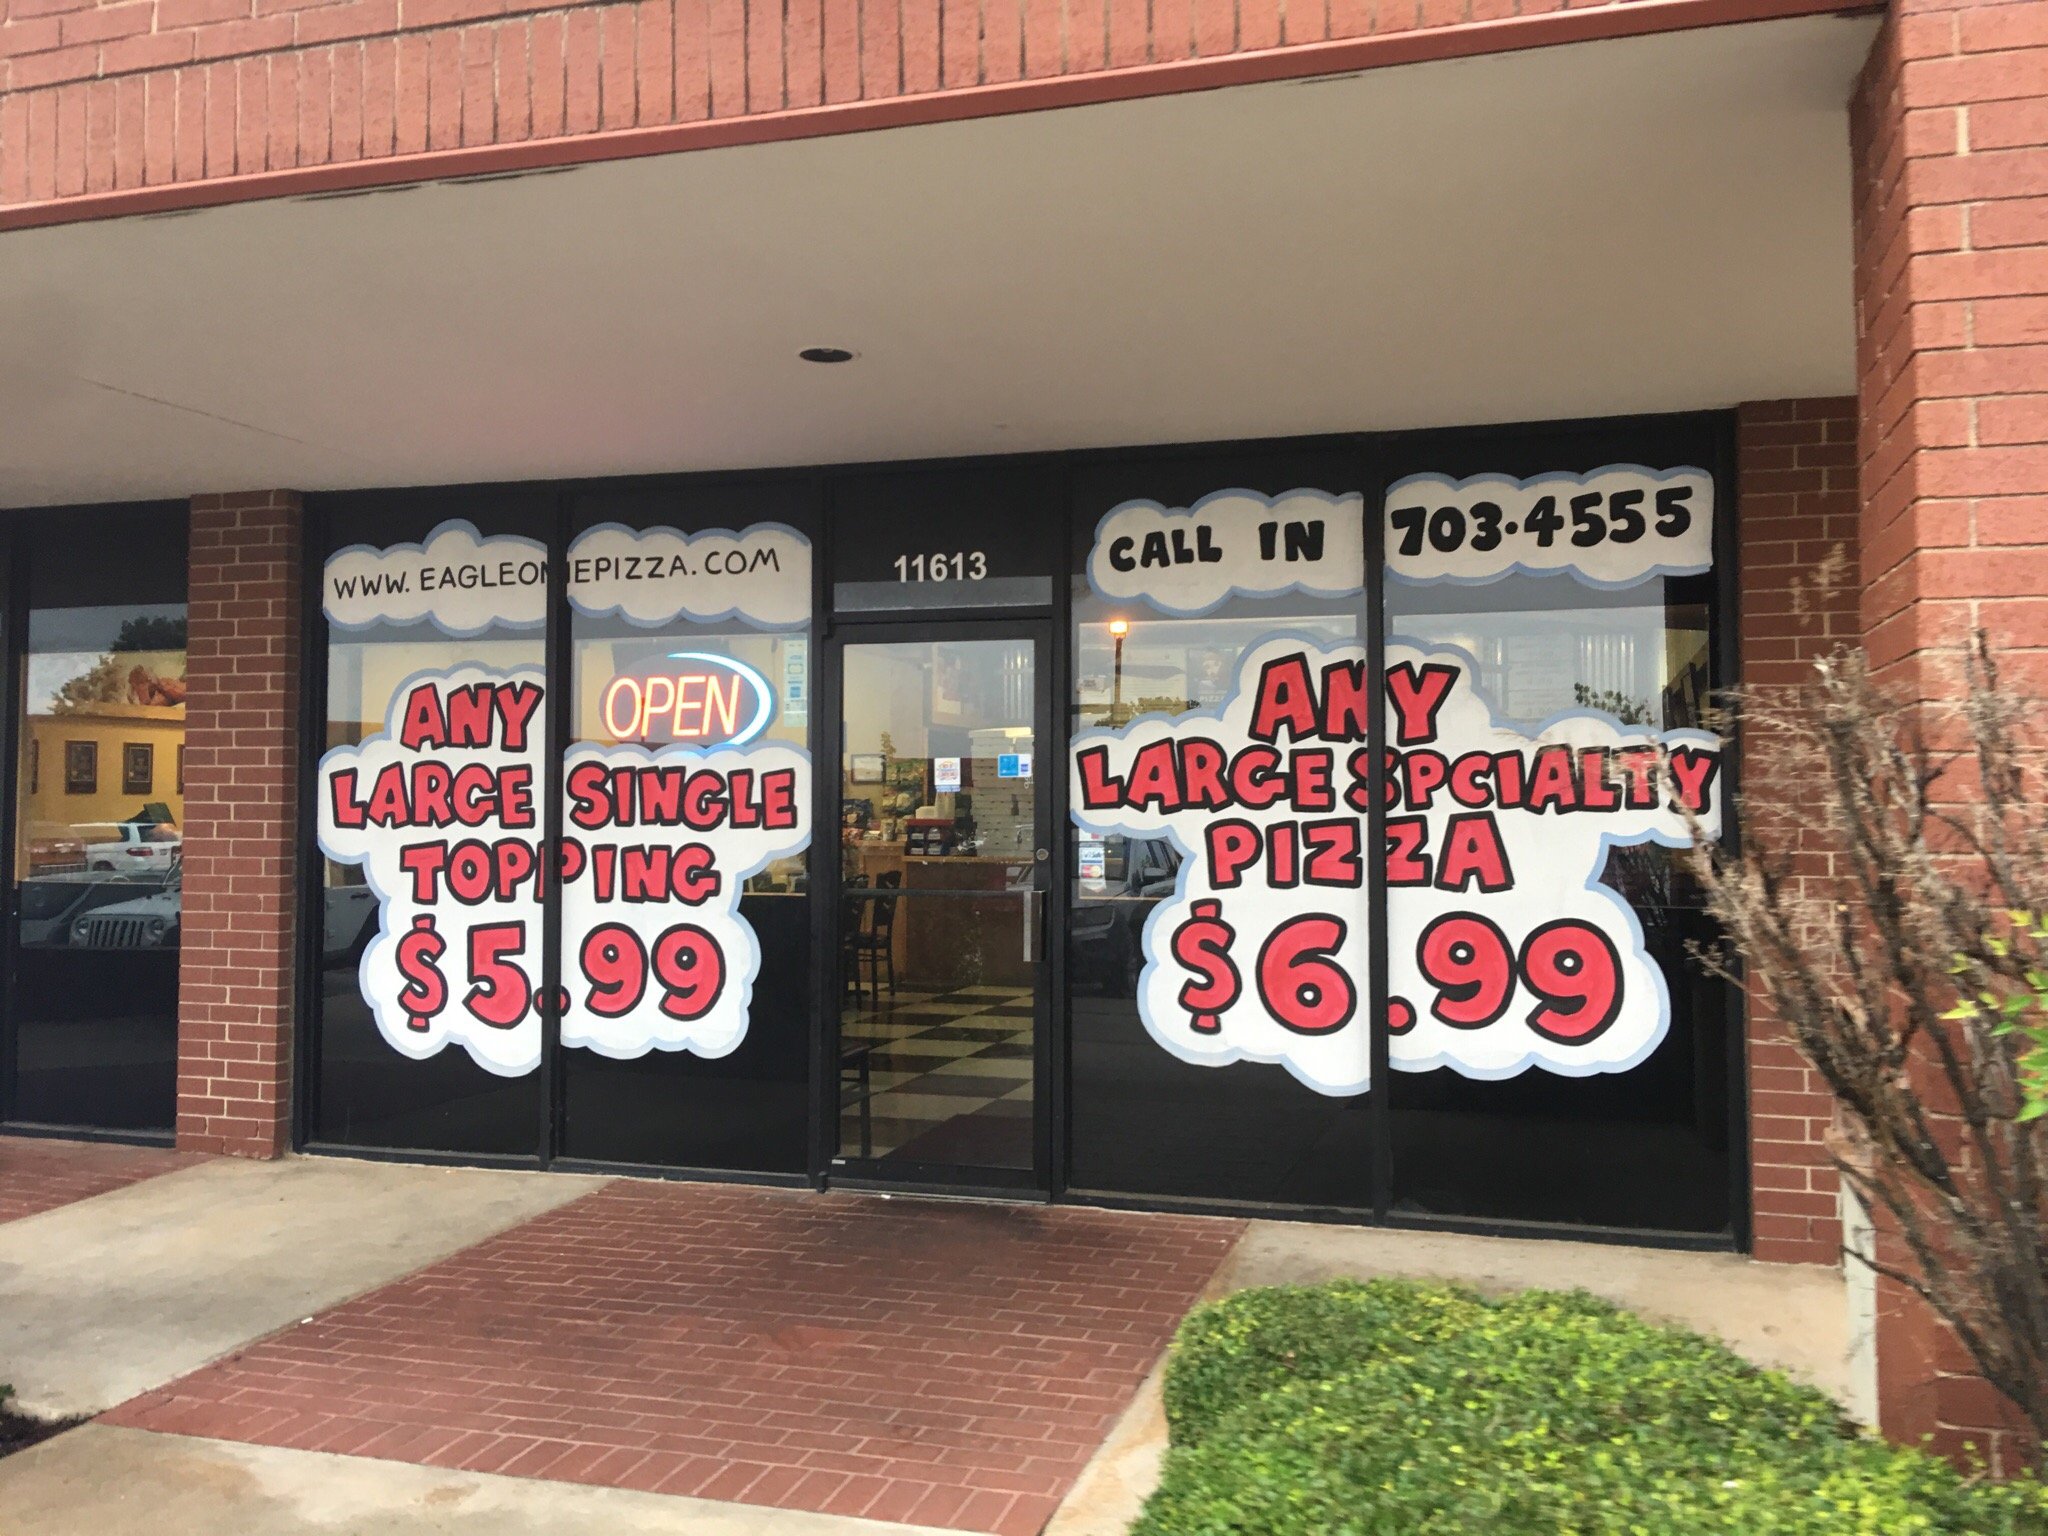 WWW.EAGLEONEPIZZA.COM
OPEN
ANY
LARGE SINGLE
TOPPING
$5.99
11613
CALL IN 703.4555
ANY
LARGE SPCIALTY
PIZZA
$6.99